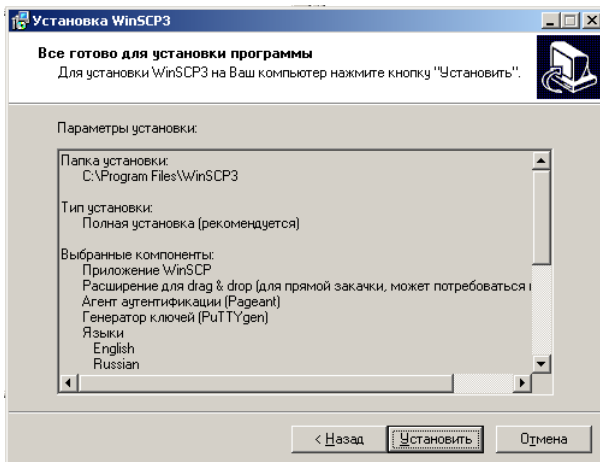 Установка WinSCP3
Все готово для установки программы
Для установки WinSCP3 на Ваш компьютер нажмите кнопку "Установить".
Параметры установки:
Папка установки:
C:\Program Files\WinSCP3
Тип установки:
Полная установка (рекомендуется)
Выбранные компоненты:
Приложение WinSCP
Расширение для drag & drop (для прямой закачки, может потребоваться
Агент аутентификации (Pageant)
Генератор ключей (PuTTYgen)
Языки
English
Russian
< Назад Установить Отмена